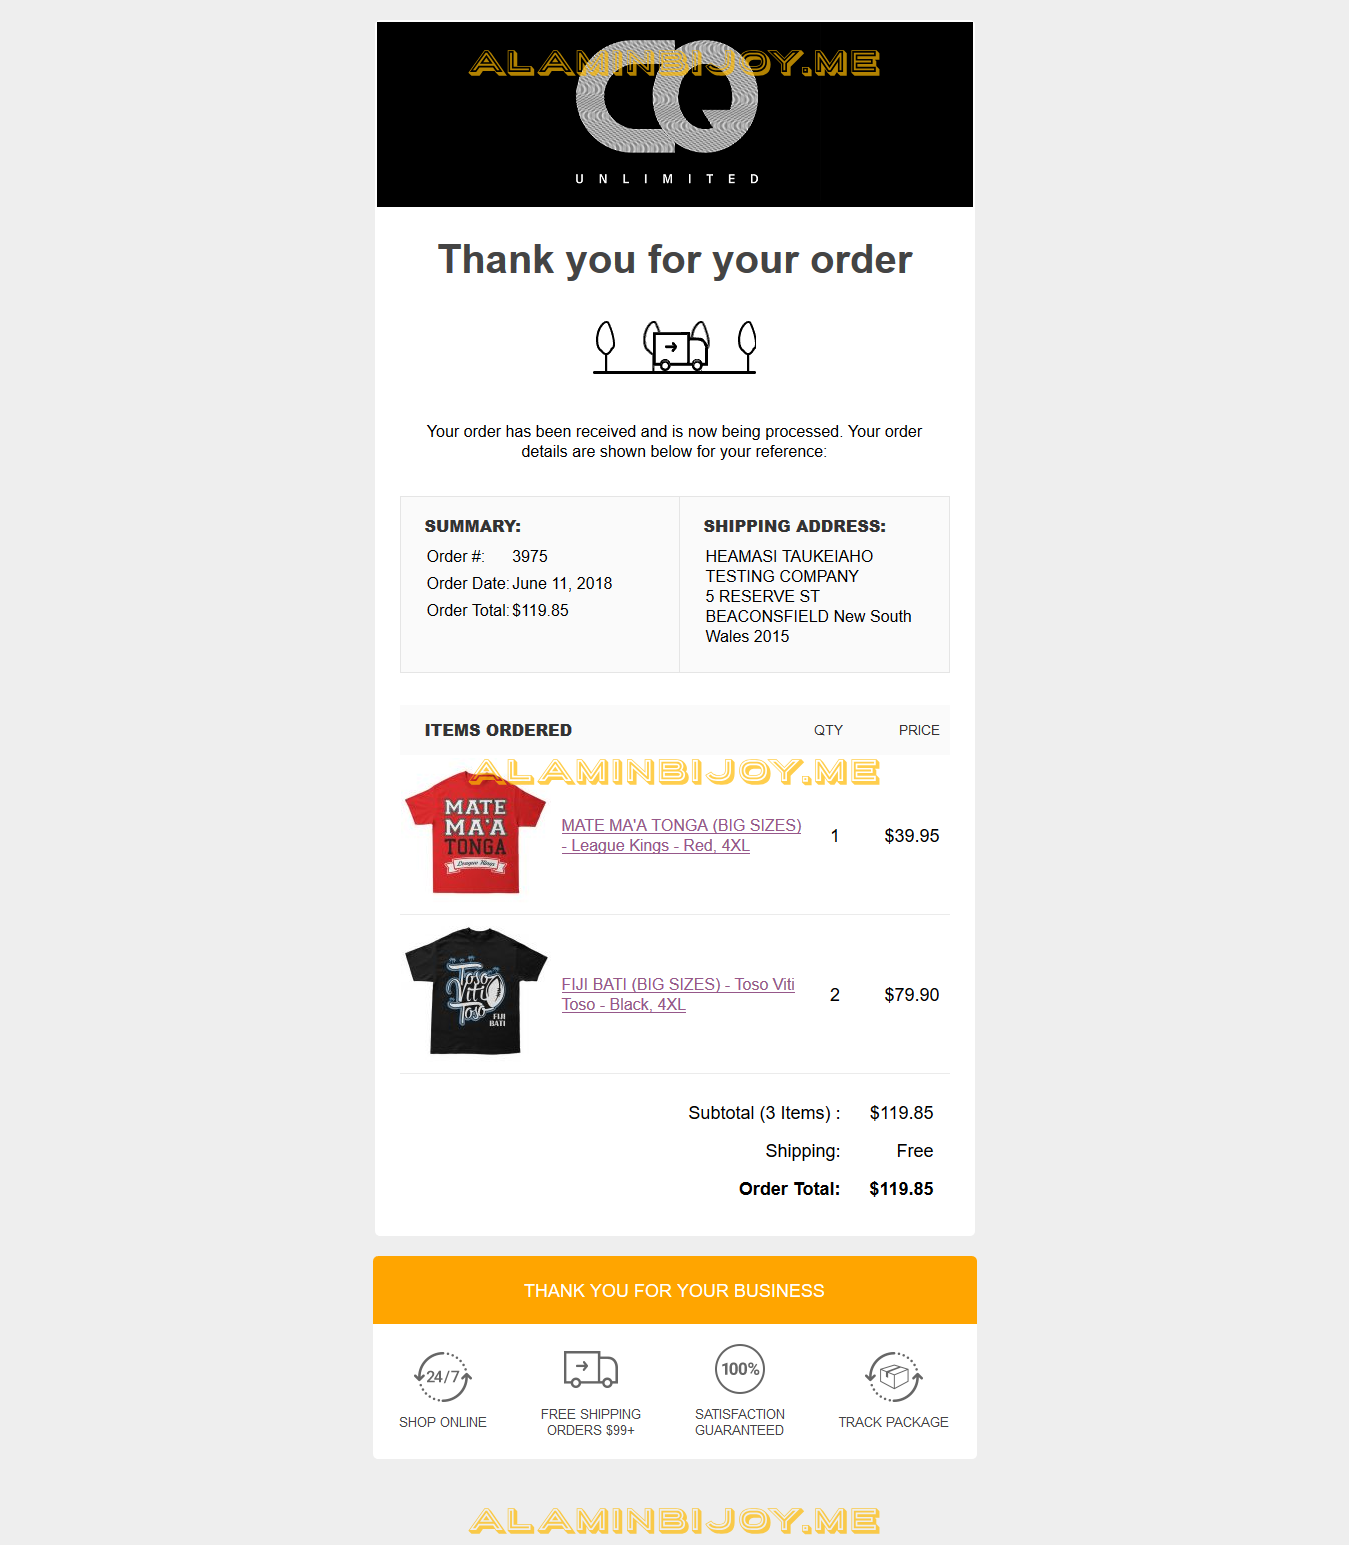 ALAMINBIJOY.ME
CQ
UNLIMITED
Thank you for your order
Your order has been received and is now being processed. Your order
details are shown below for your reference:
SUMMARY:
Order #: 3975
Order Date: June 11, 2018
Order Total: $119.85
SHIPPING ADDRESS:
HEAMASI TAUKEIAHO
TESTING COMPANY
5 RESERVE ST
BEACONSFIELD New South
Wales 2015
ITEMS ORDERED QTY PRICE
ALAMINBIJOY.ME
MATE
MA'A
TONGA
League Kings
MATE MA'A TONGA (BIG SIZES)
- League Kings - Red, 4XL
1 $39.95
Toso
Viti
Toso
FIJI
BATI
FIJI BATI (BIG SIZES) - Toso Viti
Toso - Black, 4XL
2 $79.90
Subtotal (3 Items) : $119.85
Shipping: Free
Order Total: $119.85
THANK YOU FOR YOUR BUSINESS
24/7
SHOP ONLINE
FREE SHIPPING
ORDERS $99+
100%
SATISFACTION
GUARANTEED
TRACK PACKAGE
ALAMINBIJOY.ME